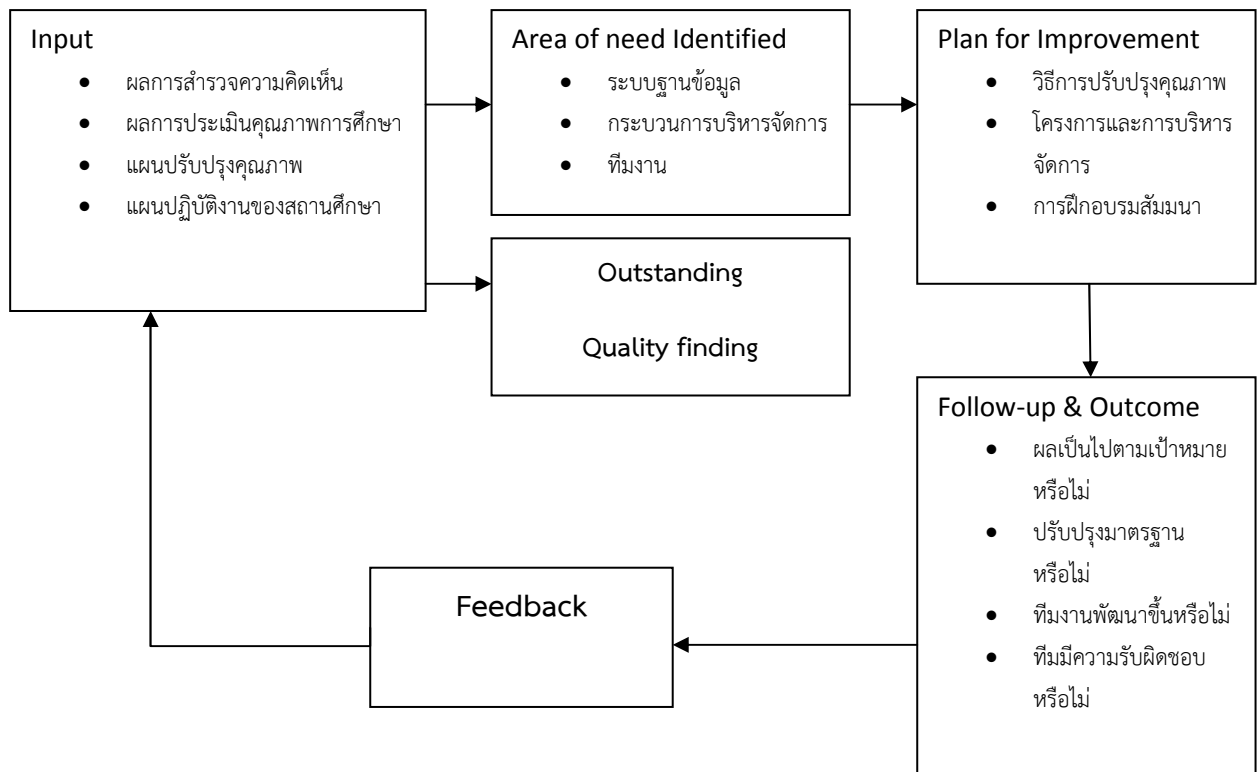 Input
• ผลการสำรวจความคิดเห็น
• ผลการประเมินคุณภาพการศึกษา
• แผนปรับปรุงคุณภาพ
• แผนปฏิบัติงานของสถานศึกษา
Area of need Identified
• ระบบฐานข้อมูล
• กระบวนการบริหารจัดการ
• ทีมงาน
Plan for Improvement
• วิธีการปรับปรุงคุณภาพ
• โครงการและการบริหาร
จัดการ
• การฝึกอบรมสัมมนา
Outstanding
Quality finding
Follow-up & Outcome
• ผลเป็นไปตามเป้าหมาย
หรือไม่
• ปรับปรุงมาตรฐาน
หรือไม่
• ทีมงานพัฒนาขึ้นหรือไม่
• ทีมมีความรับผิดชอบ
หรือไม่
Feedback